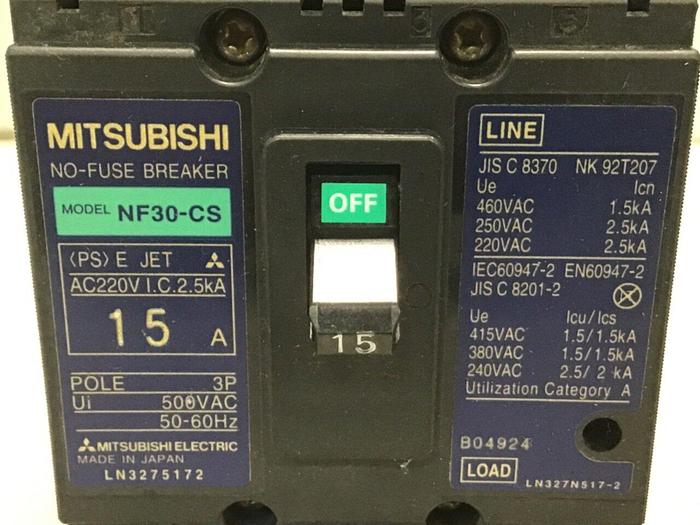 MITSUBISHI
NO-FUSE BREAKER
MODEL NF30-CS
⟨PS⟩ E JET
AC220V I.C.2.5kA
15 A
POLE 3P
Ui 500VAC
50-60Hz
MITSUBISHI ELECTRIC
MADE IN JAPAN
LN3275172
1
3
5
OFF
15
LINE
JIS C 8370 NK 92T207
Ue Icn
460VAC 1.5kA
250VAC 2.5kA
220VAC 2.5kA
IEC60947-2 EN60947-2
JIS C 8201-2
Ue Icu/Ics
415VAC 1.5/1.5kA
380VAC 1.5/1.5kA
240VAC 2.5/2 kA
Utilization Category A
B04924
LOAD
LN327N517-2